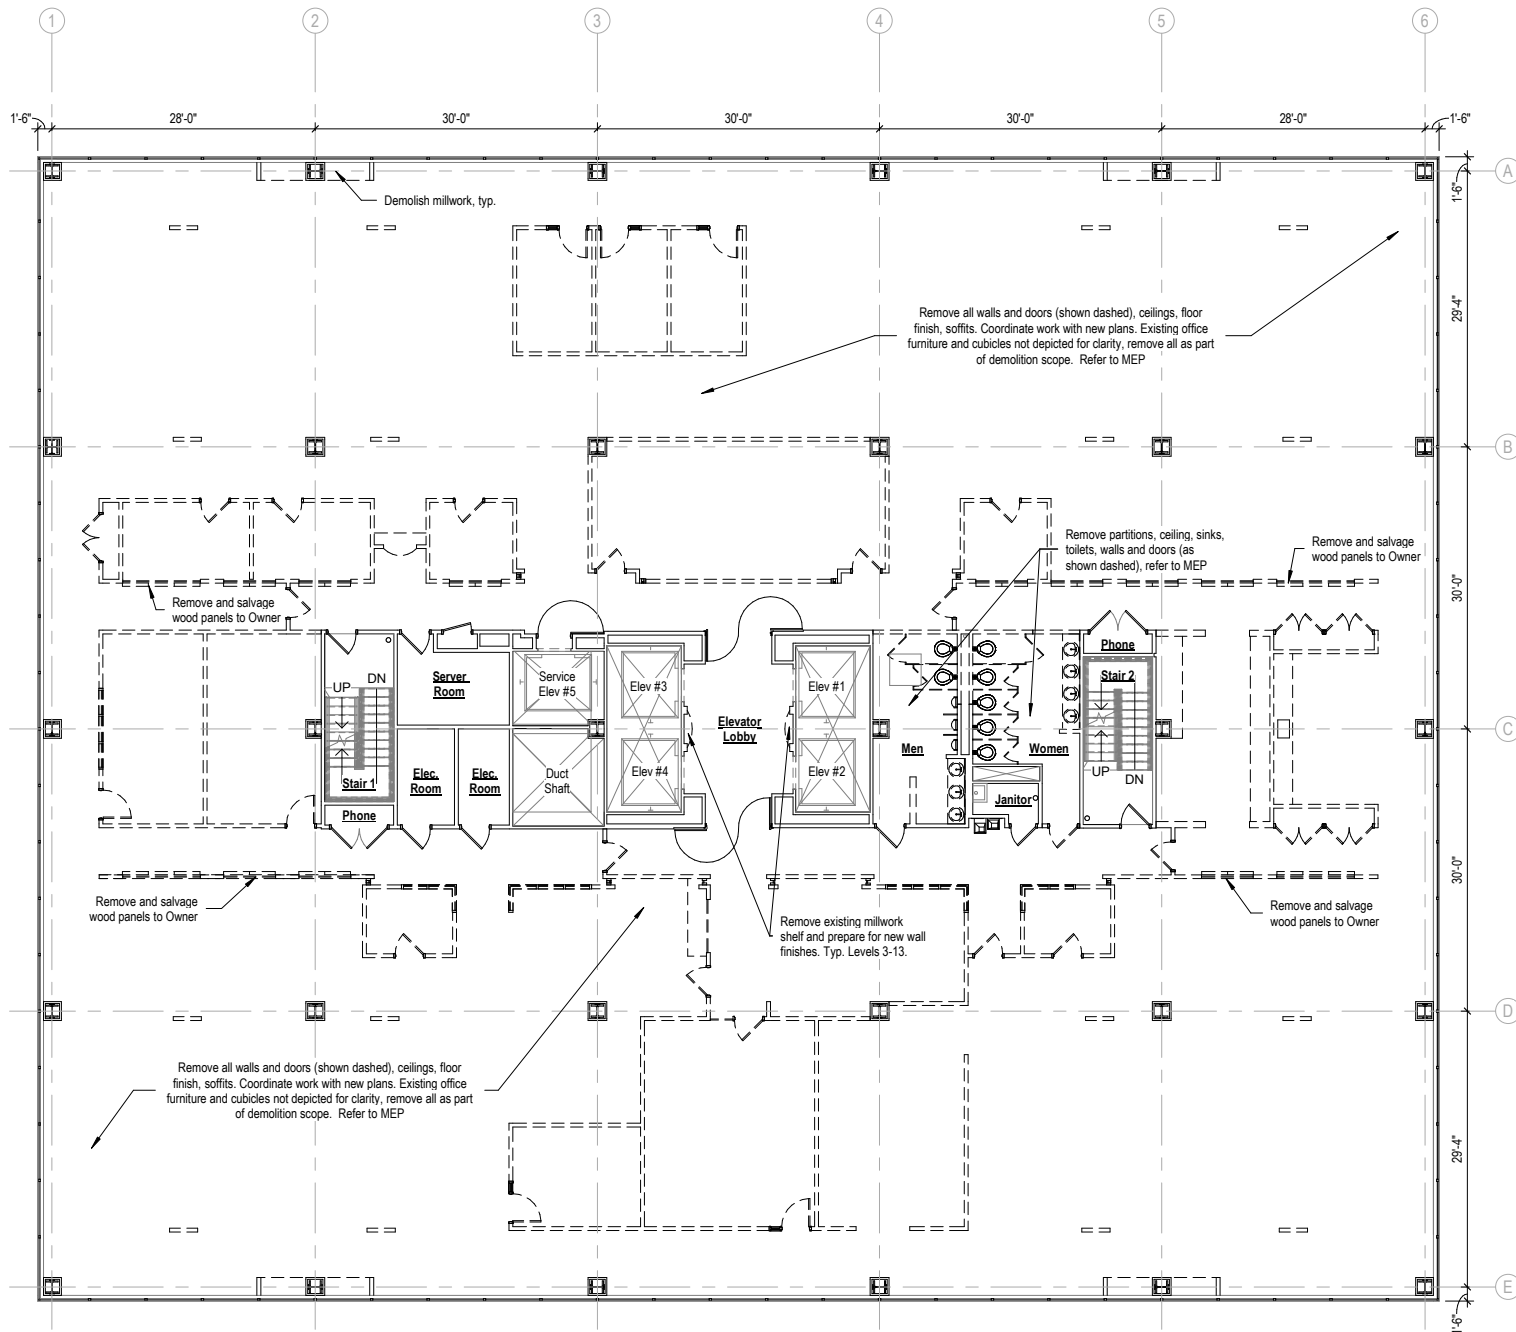 1
2
3
4
5
6
1'-6"
28'-0"
30'-0"
30'-0"
30'-0"
28'-0"
1'-6"
A
1'-6"
Demolish millwork, typ.
29'-4"
Remove all walls and doors (shown dashed), ceilings, floor
finish, soffits. Coordinate work with new plans. Existing office
furniture and cubicles not depicted for clarity, remove all as part
of demolition scope. Refer to MEP
B
Remove partitions, ceiling, sinks,
toilets, walls and doors (as
shown dashed), refer to MEP
Remove and salvage
wood panels to Owner
30'-0"
Remove and salvage
wood panels to Owner
Phone
Server
Room
Service
Elev #5
Elev #3
Elev #1
Stair 2
UP
DN
Elevator
Lobby
C
Men
Women
Elev #4
Elev #2
Stair 1
Elec.
Room
Elec.
Room
Duct
Shaft
UP
DN
Janitor
Phone
30'-0"
Remove and salvage
wood panels to Owner
Remove existing millwork
shelf and prepare for new wall
finishes. Typ. Levels 3-13.
Remove and salvage
wood panels to Owner
D
Remove all walls and doors (shown dashed), ceilings, floor
finish, soffits. Coordinate work with new plans. Existing office
furniture and cubicles not depicted for clarity, remove all as part
of demolition scope. Refer to MEP
29'-4"
E
1'-6"